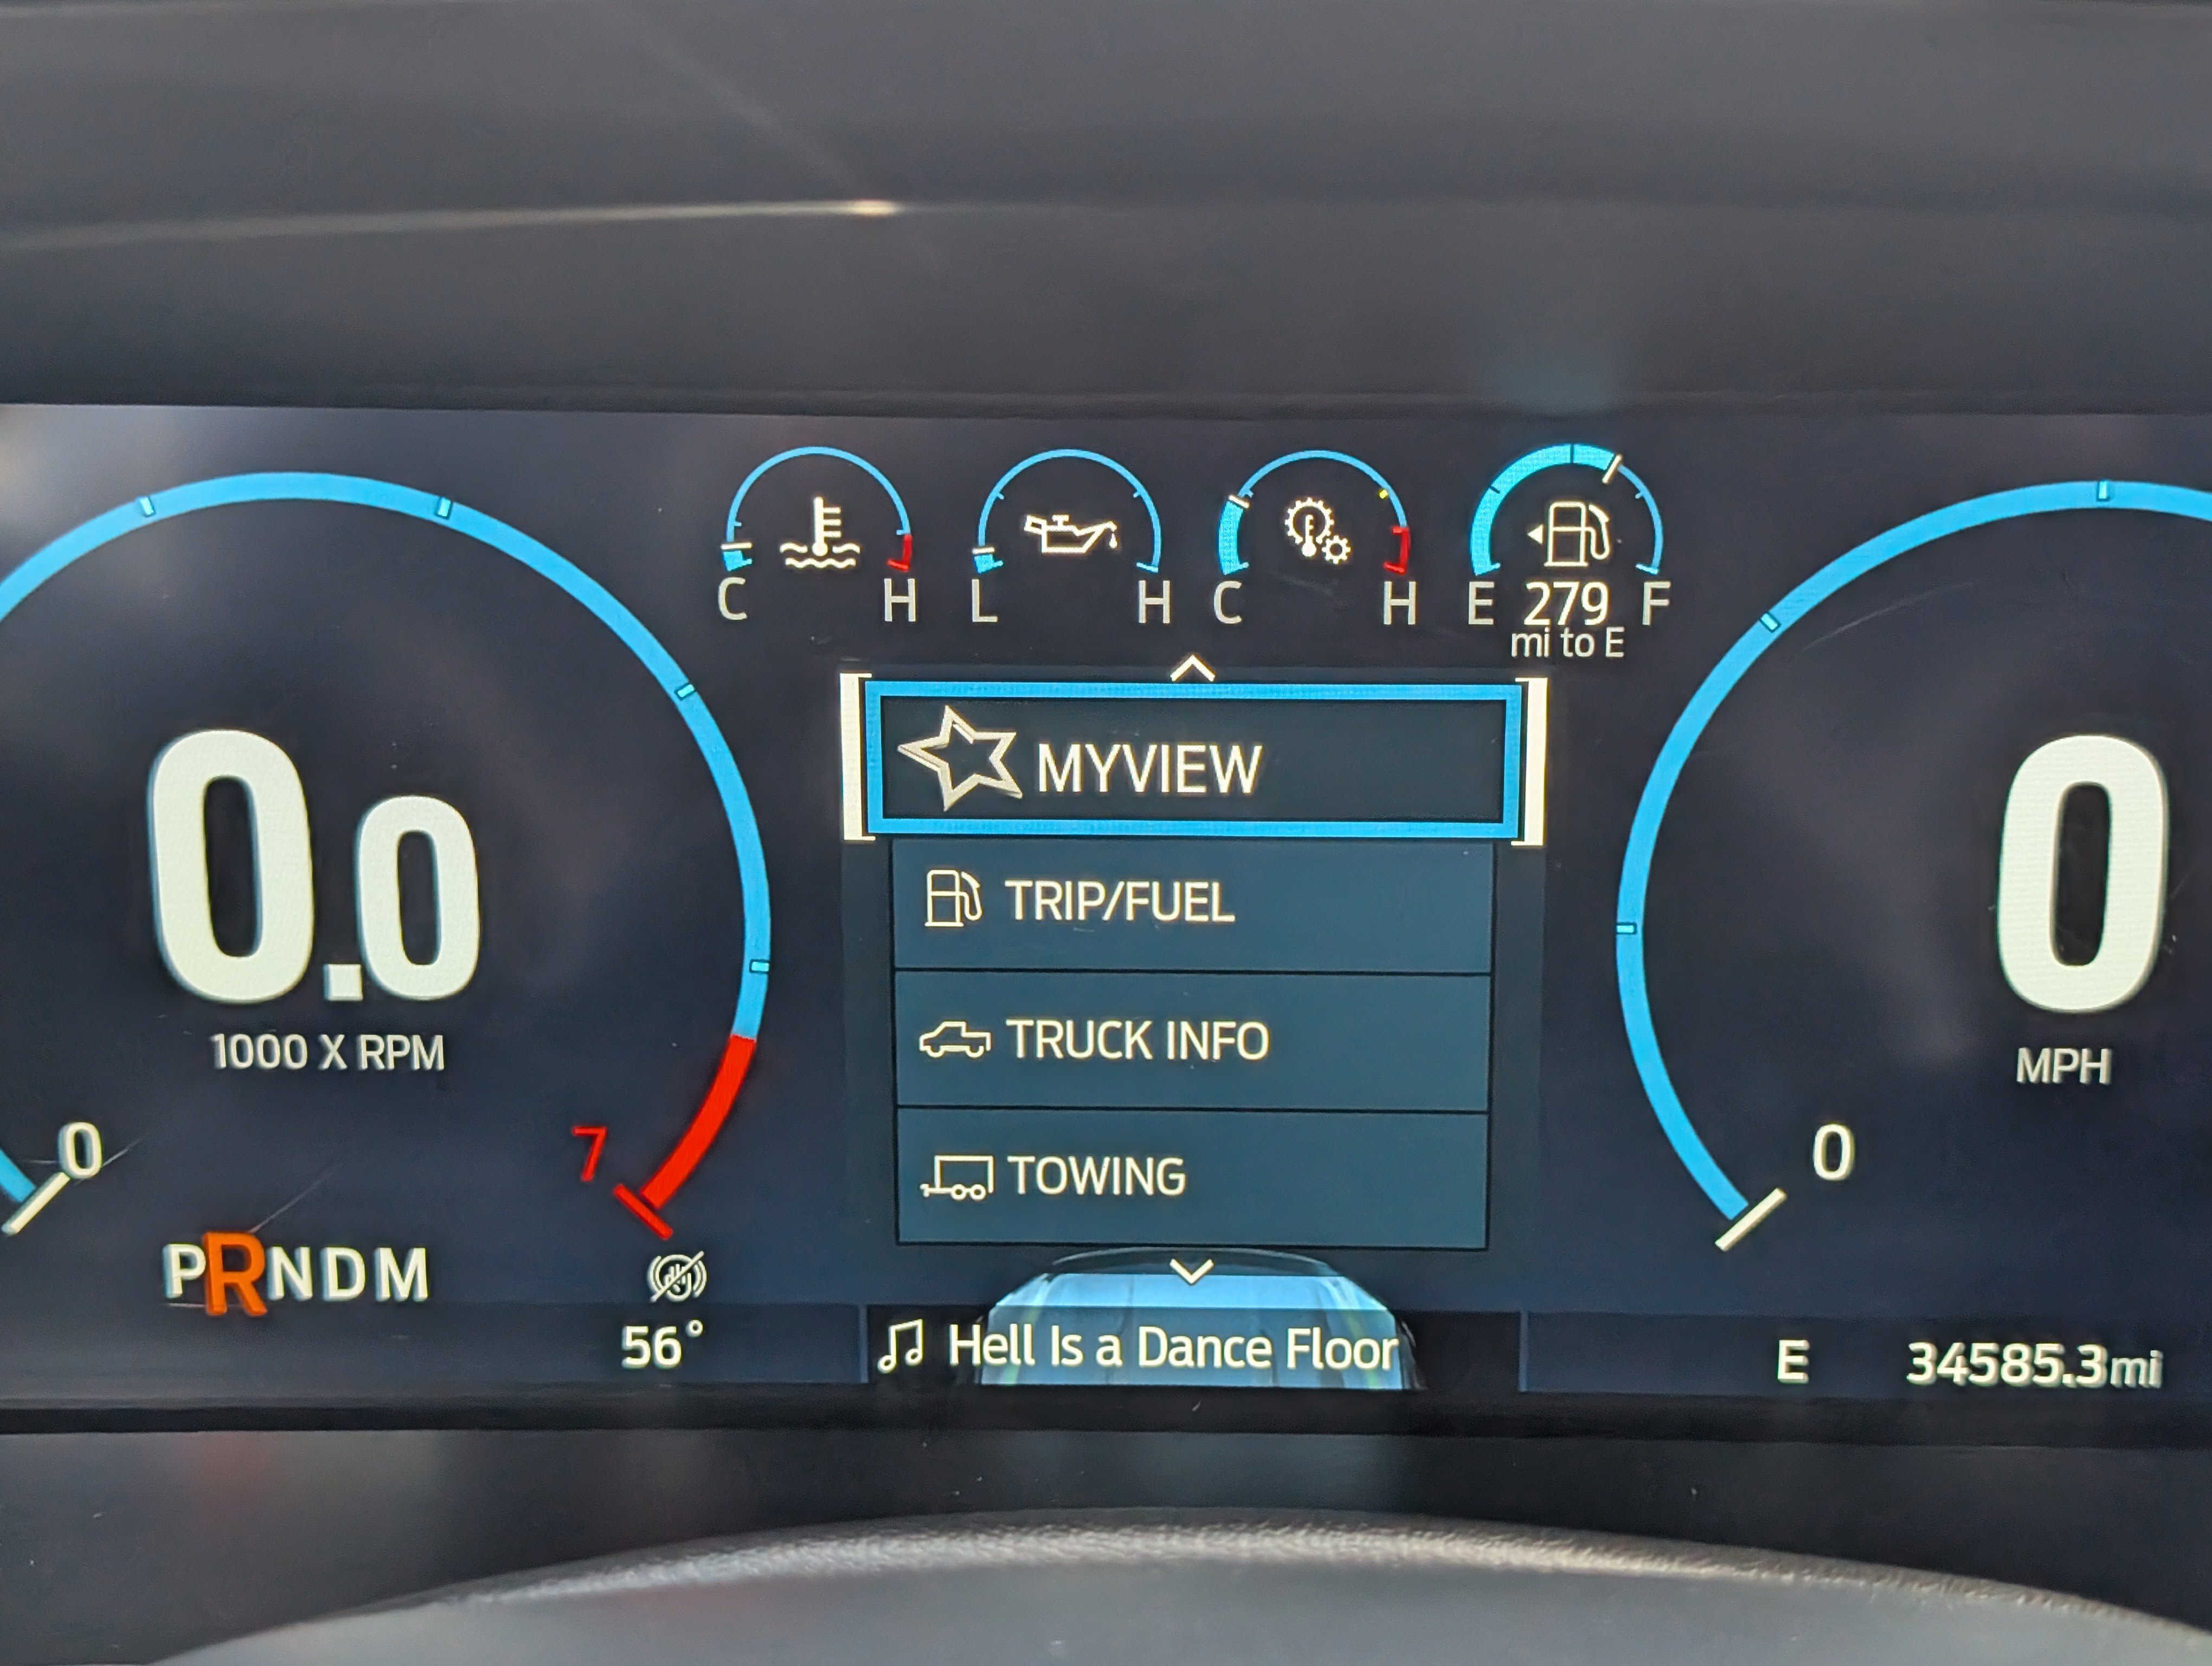 C H L H C H E 279 F
mi to E
MYVIEW
TRIP/FUEL
TRUCK INFO
TOWING
0.0
1000 X RPM
0
7
PRNDM
56°
Hell Is a Dance Floor
0
MPH
0
E 34585.3mi